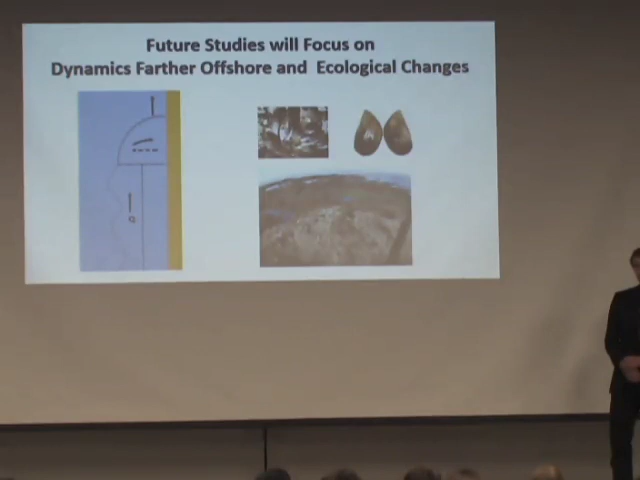 Future Studies will Focus on
Dynamics Farther Offshore and Ecological Changes